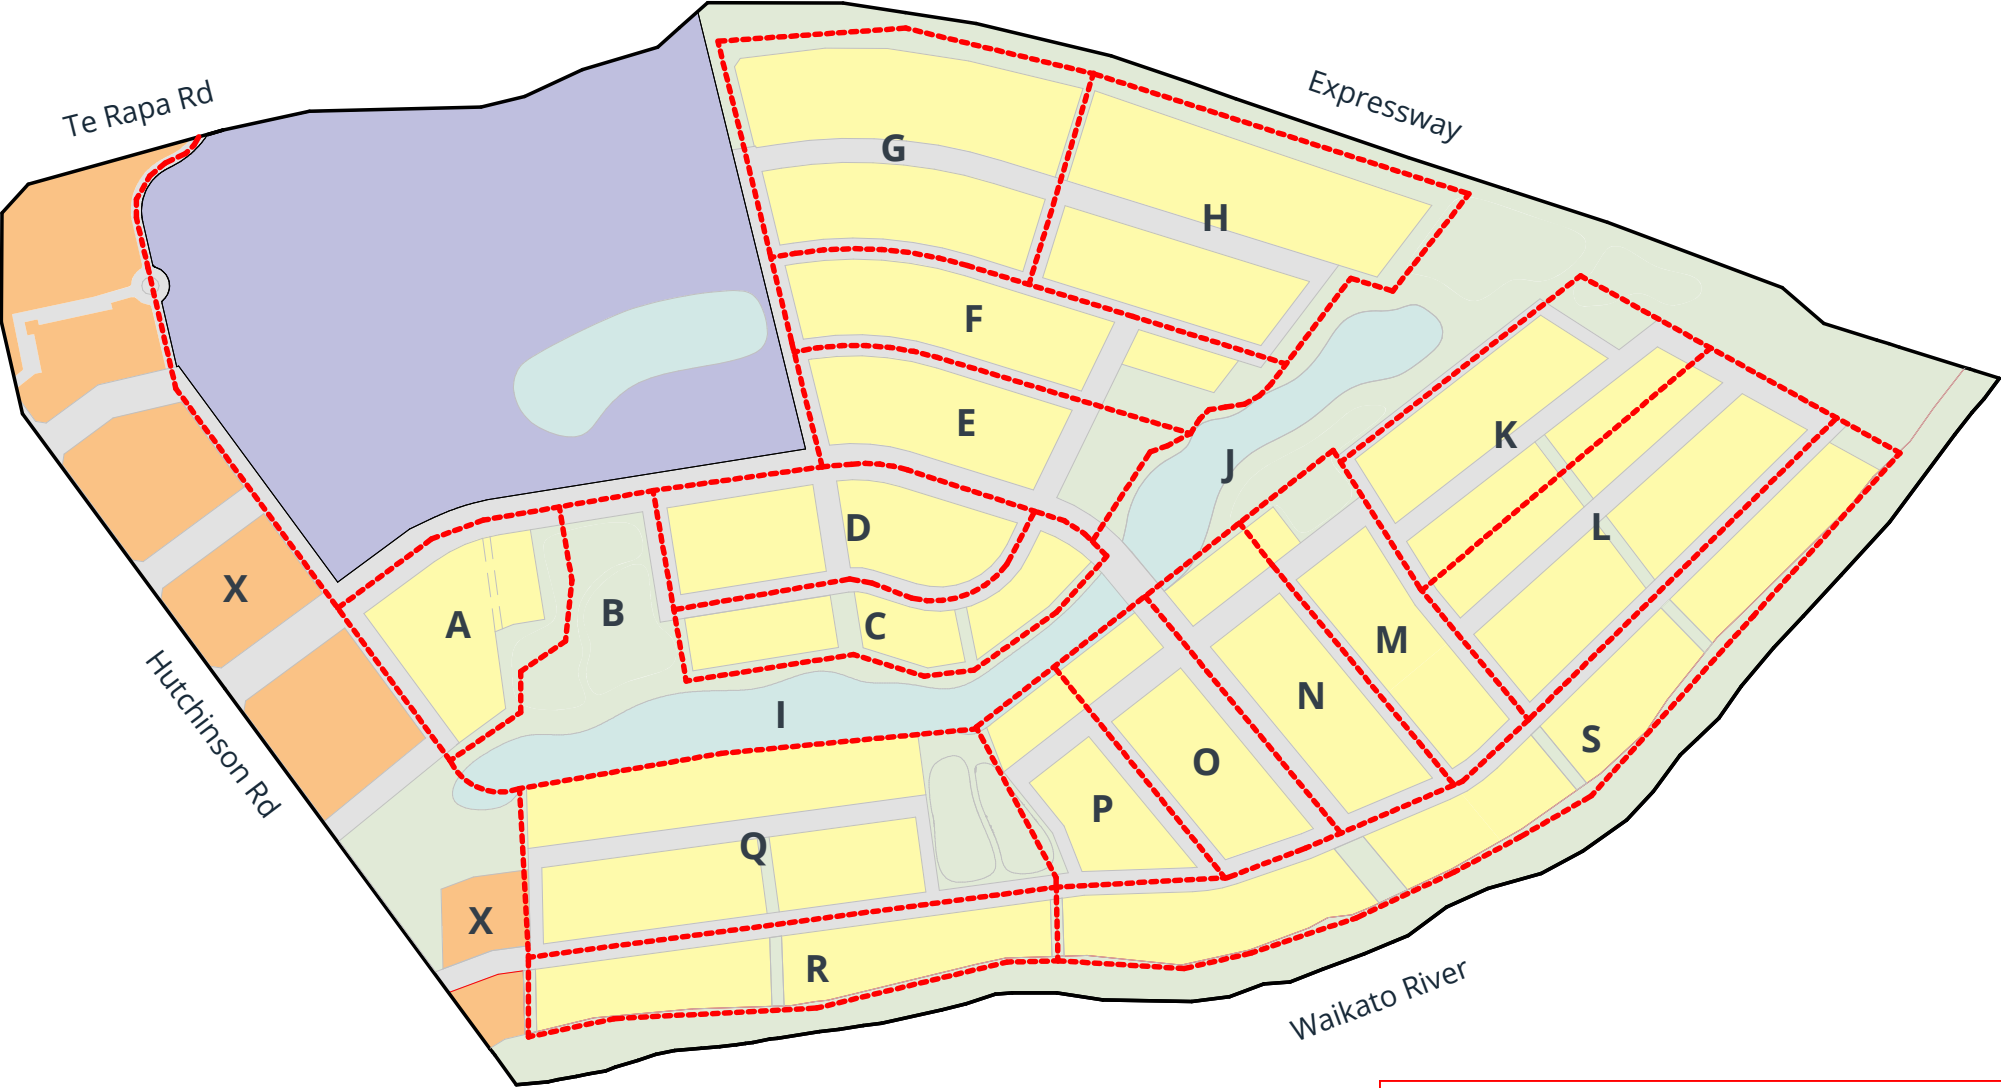 Te Rapa Rd
Expressway
G
H
F
E
K
J
D
L
X
A
B
C
M
N
I
S
O
P
Q
X
R
Hutchinson Rd
Waikato River